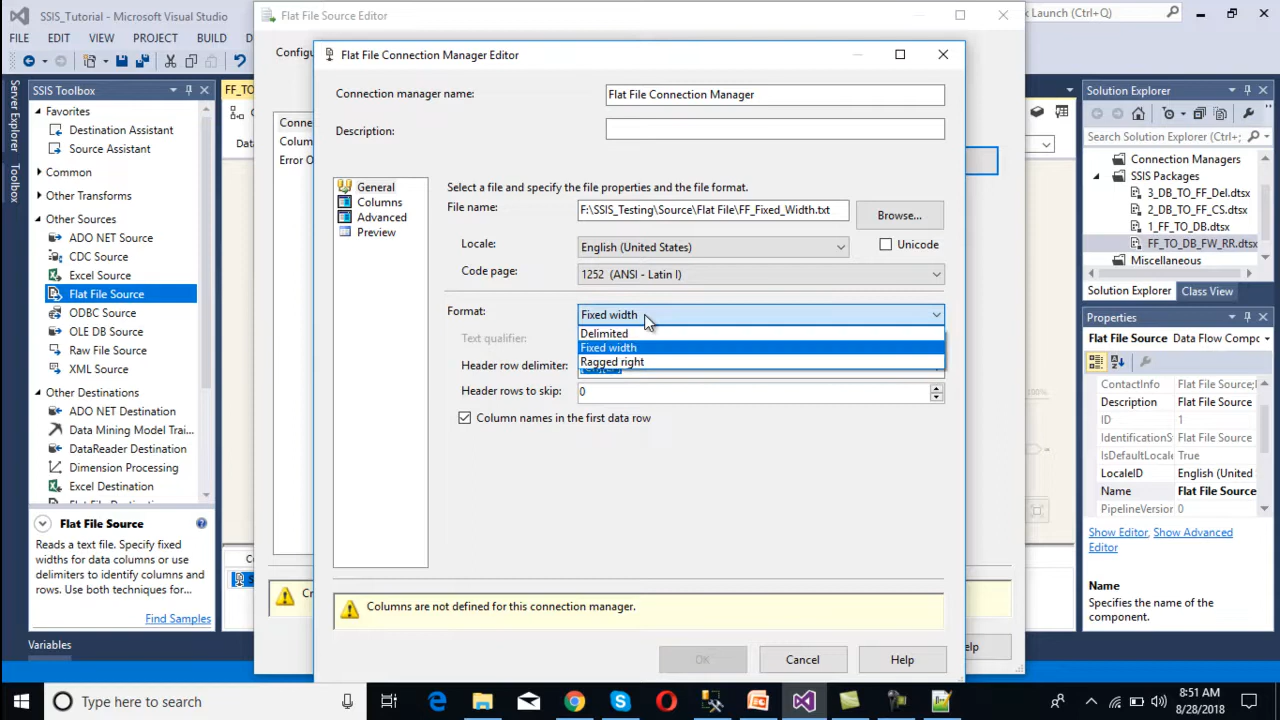 SSIS_Tutorial - Microsoft Visual Studio
Launch (Ctrl+Q)
FILE EDIT VIEW PROJECT BUILD
Server Explorer
Toolbox
SSIS Toolbox
Favorites
Destination Assistant
Source Assistant
Common
Other Transforms
Other Sources
ADO NET Source
CDC Source
Excel Source
Flat File Source
ODBC Source
OLE DB Source
Raw File Source
XML Source
Other Destinations
ADO NET Destination
Data Mining Model Trai...
DataReader Destination
Dimension Processing
Excel Destination
Flat File Source
Reads a text file. Specify fixed
widths for data columns or use
delimiters to identify columns and
rows. Use both techniques for...
Find Samples
Variables
Flat File Source Editor
Flat File Connection Manager Editor
Connection manager name:
Flat File Connection Manager
Description:
General
Columns
Advanced
Preview
Select a file and specify the file properties and the file format.
File name:
F:\SSIS_Testing\Source\Flat File\FF_Fixed_Width.txt
Browse...
Locale:
English (United States)
Unicode
Code page:
1252 (ANSI - Latin I)
Format:
Fixed width
Delimited
Fixed width
Ragged right
Text qualifier:
Header row delimiter:
Header rows to skip:
0
Column names in the first data row
Columns are not defined for this connection manager.
OK
Cancel
Help
Solution Explorer
Search Solution Explorer (Ctrl+;)
Connection Managers
SSIS Packages
3_DB_TO_FF_Del.dtsx
2_DB_TO_FF_CS.dtsx
1_FF_TO_DB.dtsx
FF_TO_DB_FW_RR.dtsx
Miscellaneous
Solution Explorer
Class View
Properties
Flat File Source Data Flow Compo
ContactInfo Flat File Source;
Description Flat File Source
ID 1
IdentificationS Flat File Source
IsDefaultLocale True
LocaleID English (United
Name Flat File Source
PipelineVersion 0
Show Editor, Show Advanced
Editor
Name
Specifies the name of the
component.
Type here to search
8:51 AM
8/28/2018